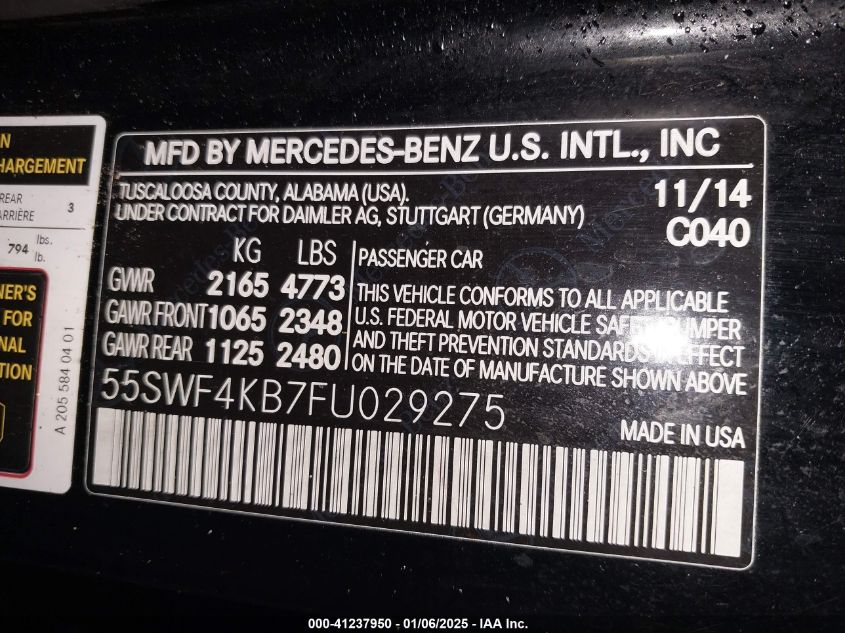 N
HARGEMENT
REAR
ARRIÈRE 3
794 lbs.
lb.
NER'S
FOR
NAL
TION
A 205 584 04 01
MFD BY MERCEDES-BENZ U.S. INTL., INC
TUSCALOOSA COUNTY, ALABAMA (USA). 11/14
UNDER CONTRACT FOR DAIMLER AG, STUTTGART (GERMANY) C040
KG LBS
GVWR 2165 4773
GAWR FRONT 1065 2348
GAWR REAR 1125 2480
PASSENGER CAR
THIS VEHICLE CONFORMS TO ALL APPLICABLE
U.S. FEDERAL MOTOR VEHICLE SAFETY, BUMPER
AND THEFT PREVENTION STANDARDS IN EFFECT
ON THE DATE OF MANUFACTURE SHOWN ABOVE.
55SWF4KB7FU029275
MADE IN USA
000-41237950 - 01/06/2025 - IAA Inc.